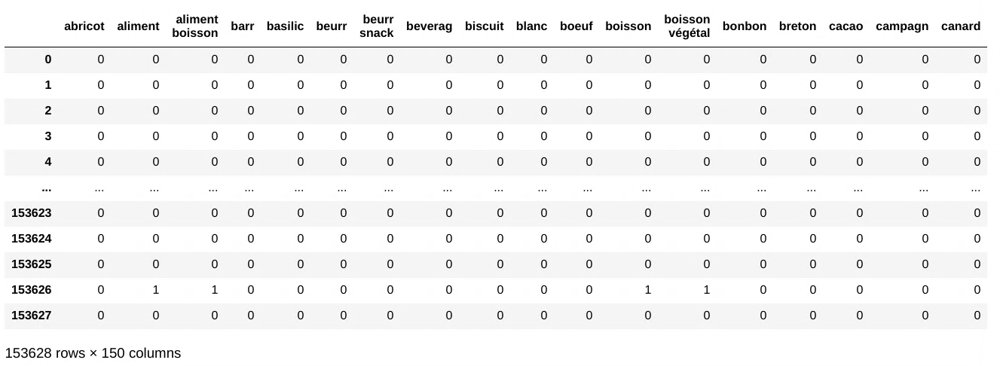 abricot aliment aliment boisson barr basilic beurr beurr snack beverag biscuit blanc boeuf boisson boisson végétal bonbon breton cacao campagn canard
0 0 0 0 0 0 0 0 0 0 0 0 0 0 0 0 0 0 0
1 0 0 0 0 0 0 0 0 0 0 0 0 0 0 0 0 0 0
2 0 0 0 0 0 0 0 0 0 0 0 0 0 0 0 0 0 0
3 0 0 0 0 0 0 0 0 0 0 0 0 0 0 0 0 0 0
4 0 0 0 0 0 0 0 0 0 0 0 0 0 0 0 0 0 0
... ... ... ... ... ... ... ... ... ... ... ... ... ... ... ... ... ... ...
153623 0 0 0 0 0 0 0 0 0 0 0 0 0 0 0 0 0 0
153624 0 0 0 0 0 0 0 0 0 0 0 0 0 0 0 0 0 0
153625 0 0 0 0 0 0 0 0 0 0 0 0 0 0 0 0 0 0
153626 0 1 1 0 0 0 0 0 0 0 0 1 1 0 0 0 0 0
153627 0 0 0 0 0 0 0 0 0 0 0 0 0 0 0 0 0 0
153628 rows × 150 columns